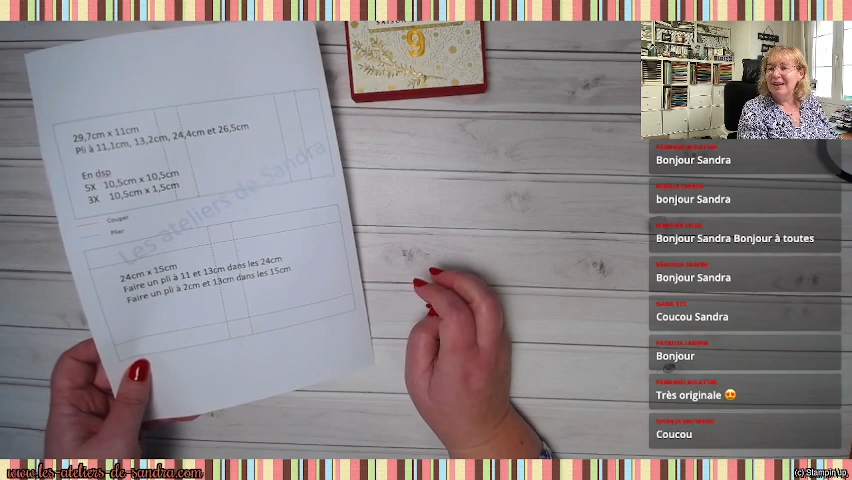 9
29,7cm x 11cm
Pli à 11,1cm, 13,2cm, 24,4cm et 26,5cm
En dsp
5X 10,5cm x 10,5cm
3X 10,5cm x 1,5cm
Couper
Plier
Les ateliers de Sandra
24cm x 15cm
Faire un pli à 11 et 13cm dans les 24cm
Faire un pli à 2cm et 13cm dans les 15cm
Bonjour Sandra
bonjour Sandra
Bonjour Sandra Bonjour à toutes
Bonjour Sandra
Coucou Sandra
Bonjour
Très originale 😍
Coucou
www.les-ateliers-de-sandra.com
(c) Stampin'up